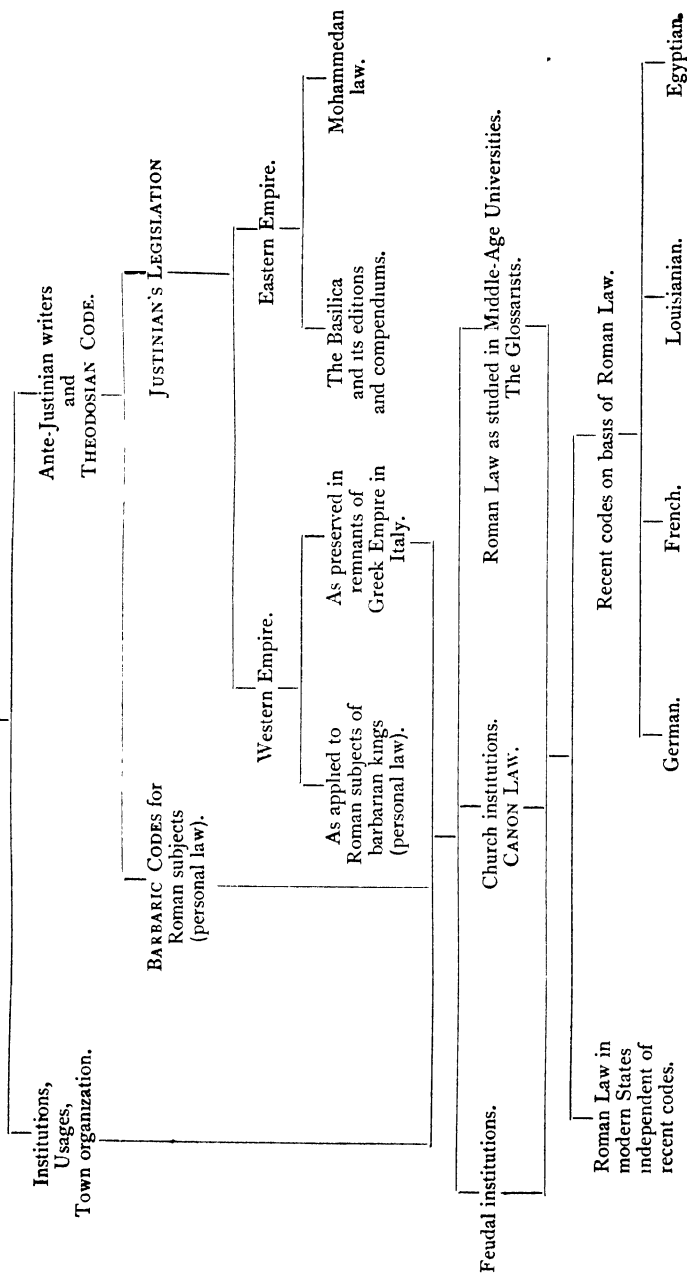 Institutions,
Usages,
Town organization.
Ante-Justinian writers
and
THEODOSIAN CODE.
BARBARIC CODES for
Roman subjects
(personal law).
JUSTINIAN'S LEGISLATION
Western Empire.
Eastern Empire.
As applied to
Roman subjects of
barbarian kings
(personal law).
As preserved in
remnants of
Greek Empire in
Italy.
The Basilica
and its editions
and compendiums.
Mohammedan
law.
Feudal institutions.
Church institutions.
CANON LAW.
Roman Law as studied in Middle-Age Universities.
The Glossarists.
Roman Law in
modern States
independent of
recent codes.
Recent codes on basis of Roman Law.
German.
French.
Louisianian.
Egyptian.